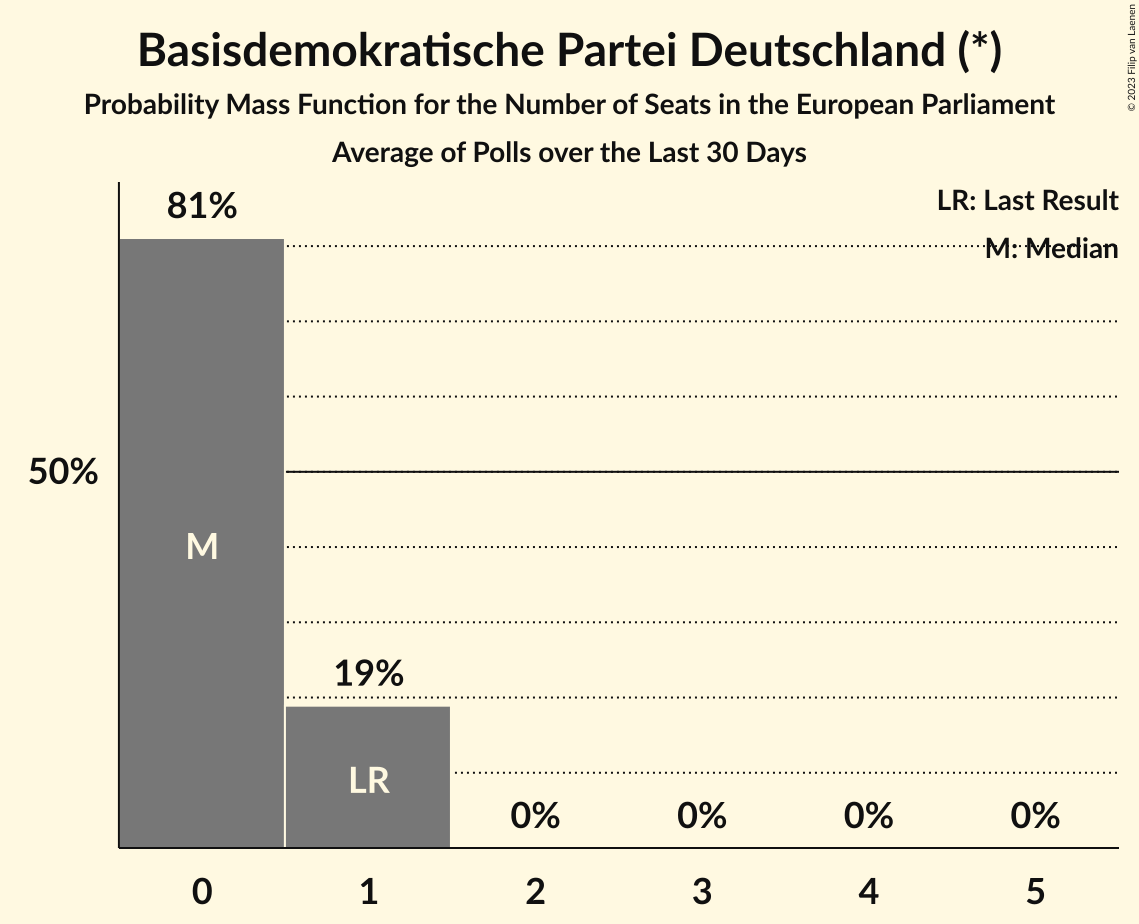 Basisdemokratische Partei Deutschland (*)
Probability Mass Function for the Number of Seats in the European Parliament
Average of Polls over the Last 30 Days
© 2023 Filip van Laenen
LR: Last Result
M: Median
81%
50%
M
19%
LR
0% 0% 0% 0%
0 1 2 3 4 5